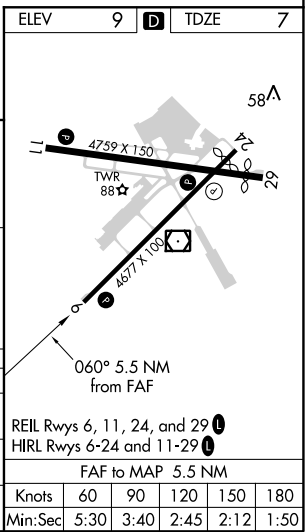 ELEV 9 D TDZE 7
58
24
P
11
4759 X 150
TWR
88
P
P
29
4677 X 100
6
P
060° 5.5 NM
from FAF
REIL Rwys 6, 11, 24, and 29 L
HIRL Rwys 6-24 and 11-29 L
FAF to MAP 5.5 NM
Knots 60 90 120 150 180
Min:Sec 5:30 3:40 2:45 2:12 1:50